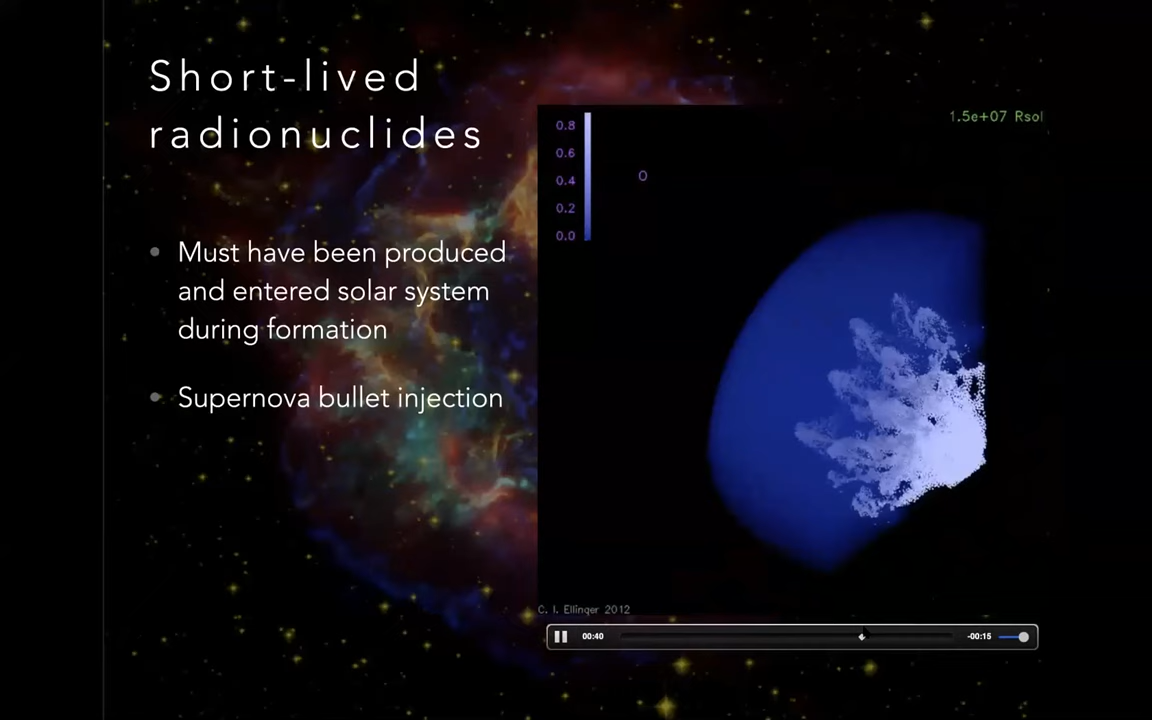 Short-lived
radionuclides
• Must have been produced
and entered solar system
during formation
• Supernova bullet injection
1.5e+07 Rsol
0.8
0.6
0.4
0.2
0.0
O
C. I. Ellinger 2012
00:40
-00:15